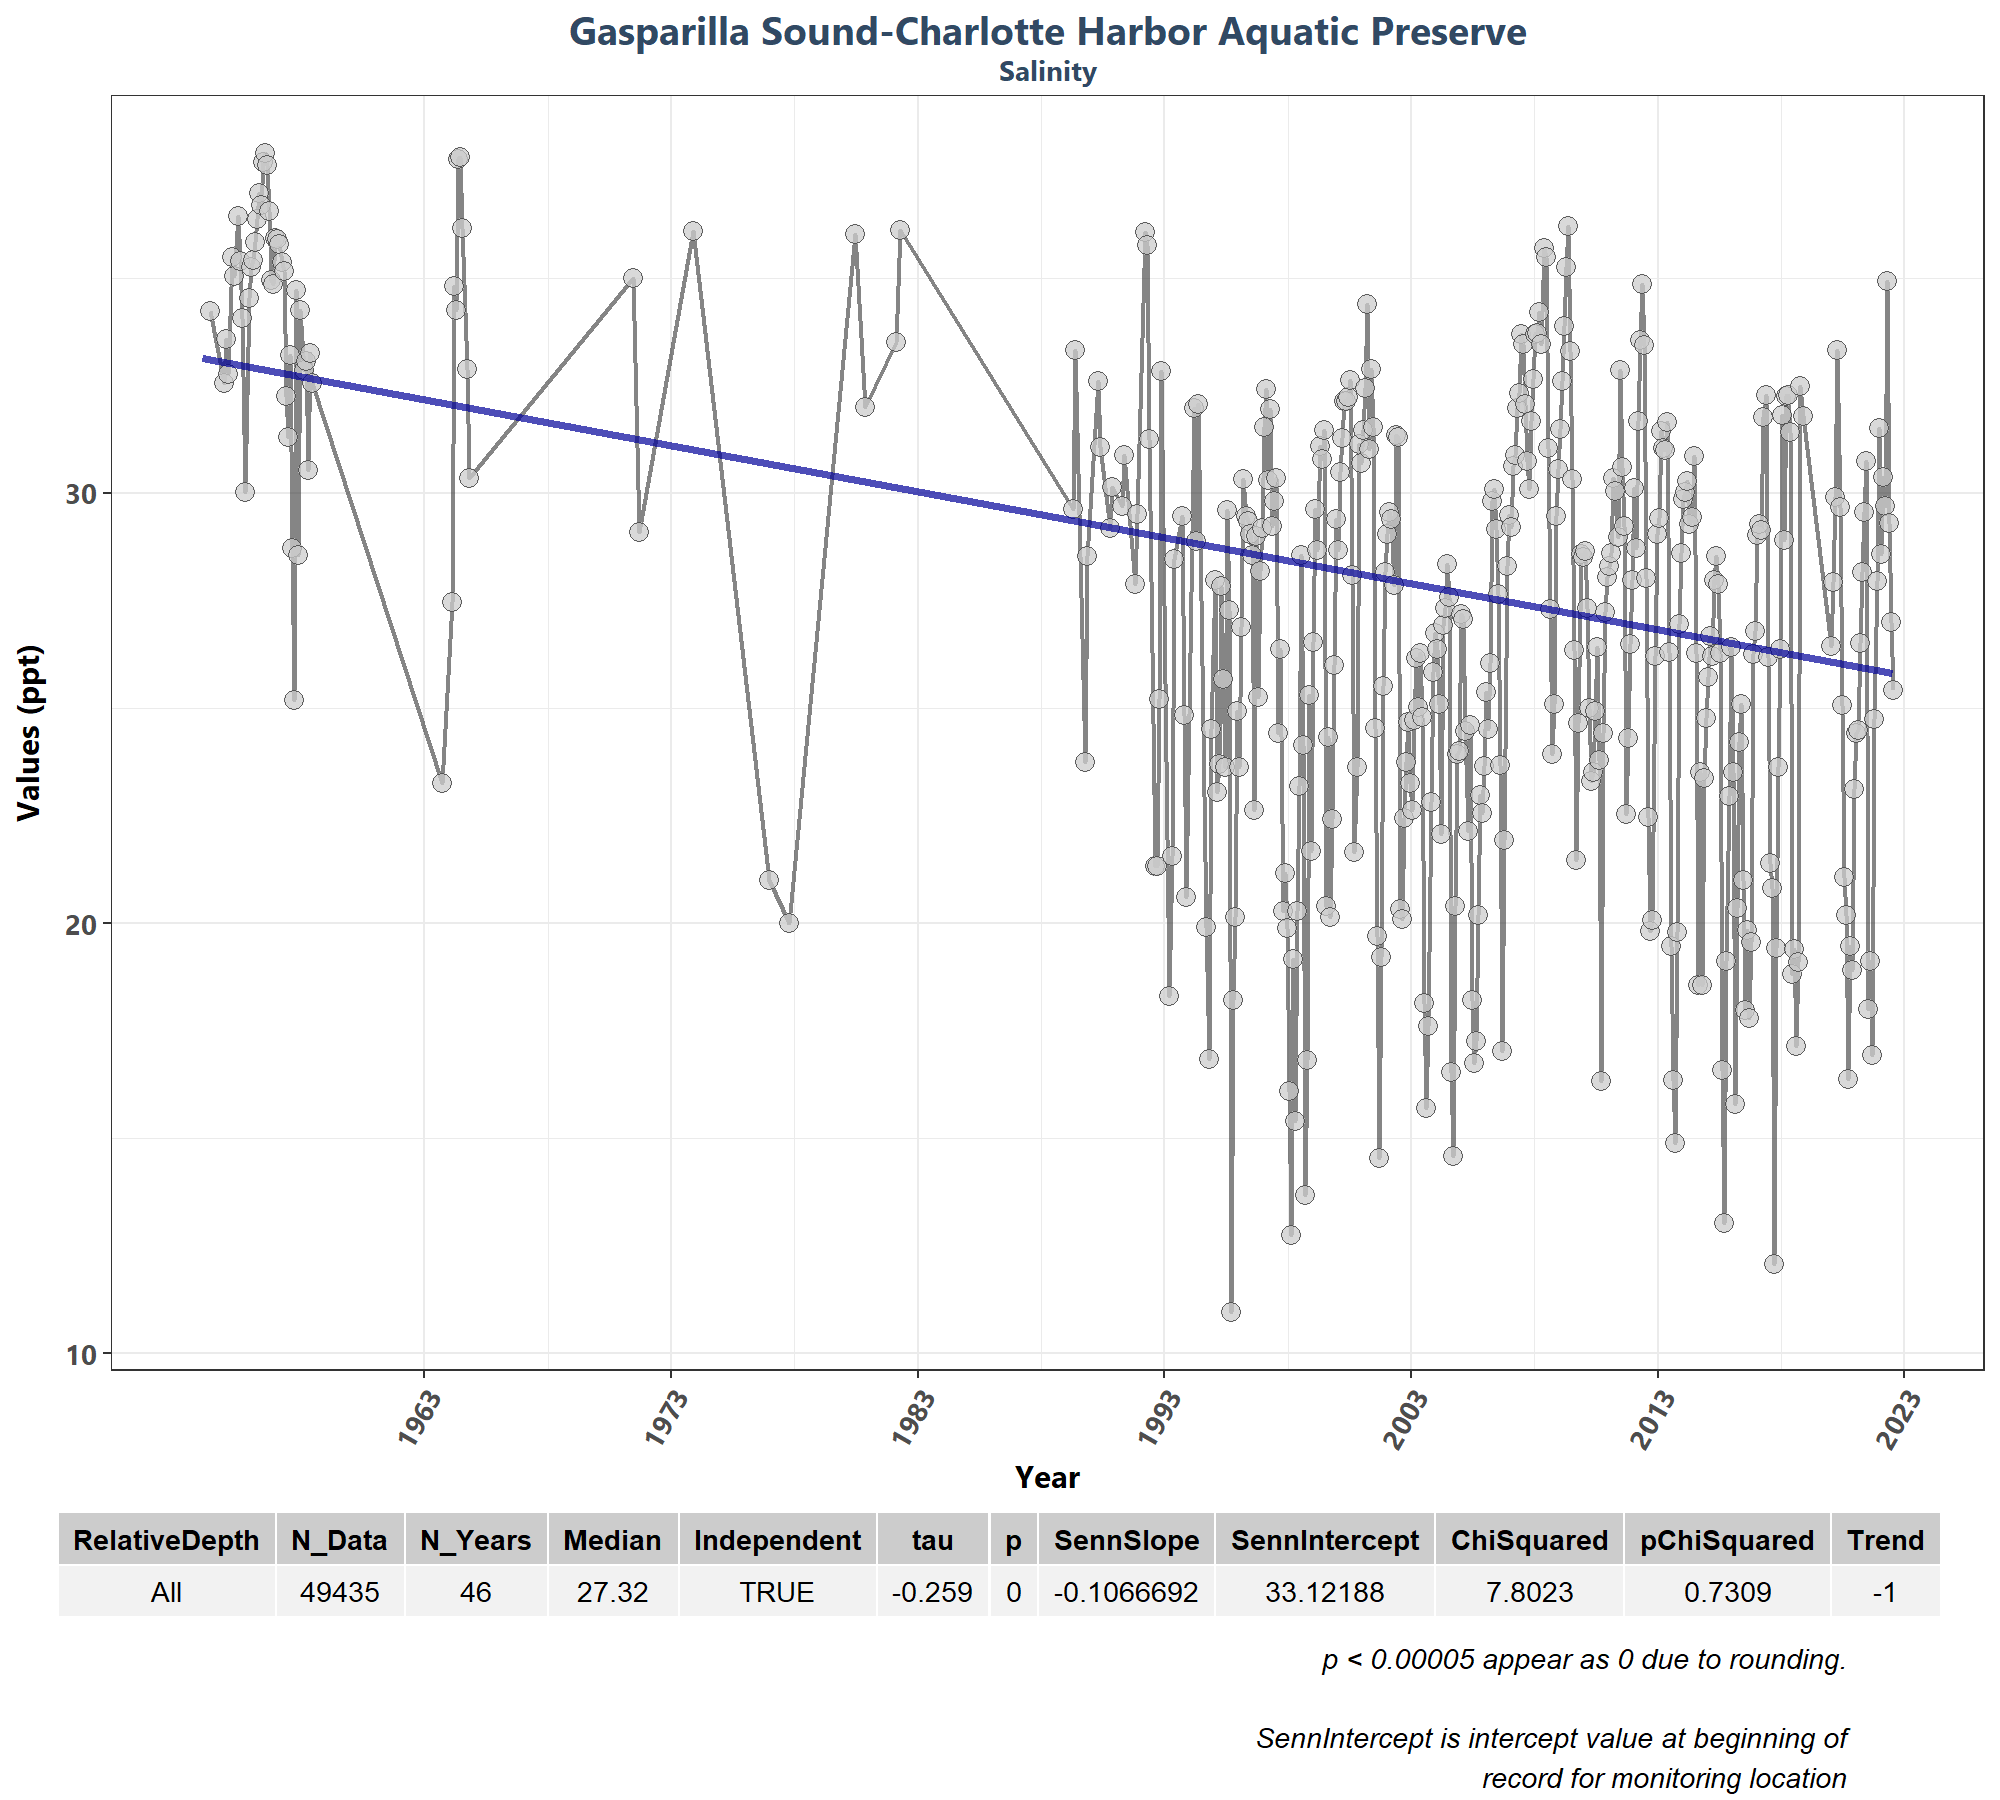 Gasparilla Sound-Charlotte Harbor Aquatic Preserve
Salinity
Values (ppt)
30
20
10
1963
1973
1983
1993
2003
2013
2023
Year
RelativeDepth N_Data N_Years Median Independent tau p SennSlope SennIntercept ChiSquared pChiSquared Trend
All 49435 46 27.32 TRUE -0.259 0 -0.1066692 33.12188 7.8023 0.7309 -1
p < 0.00005 appear as 0 due to rounding.
SennIntercept is intercept value at beginning of
record for monitoring location